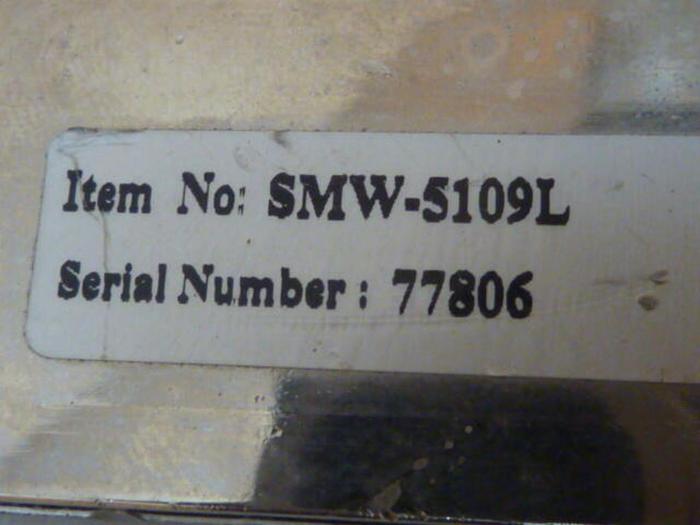 Item No: SMW-5109L
Serial Number : 77806